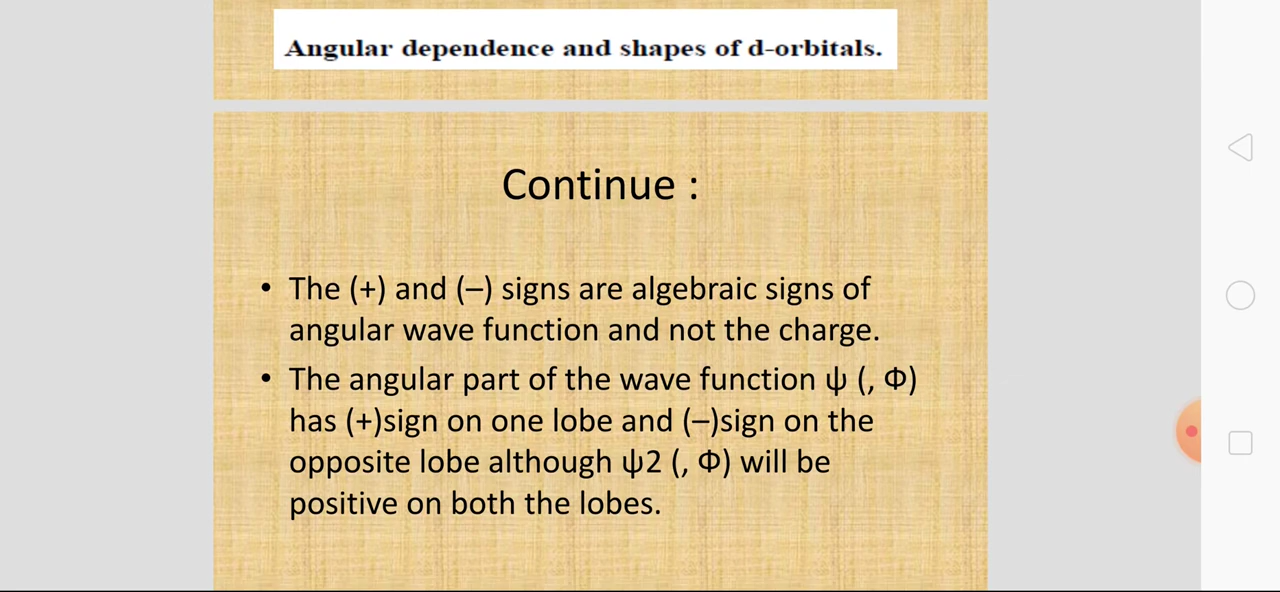 Angular dependence and shapes of d-orbitals.
Continue :
• The (+) and (–) signs are algebraic signs of
angular wave function and not the charge.
• The angular part of the wave function ψ (, Φ)
has (+)sign on one lobe and (–)sign on the
opposite lobe although ψ2 (, Φ) will be
positive on both the lobes.